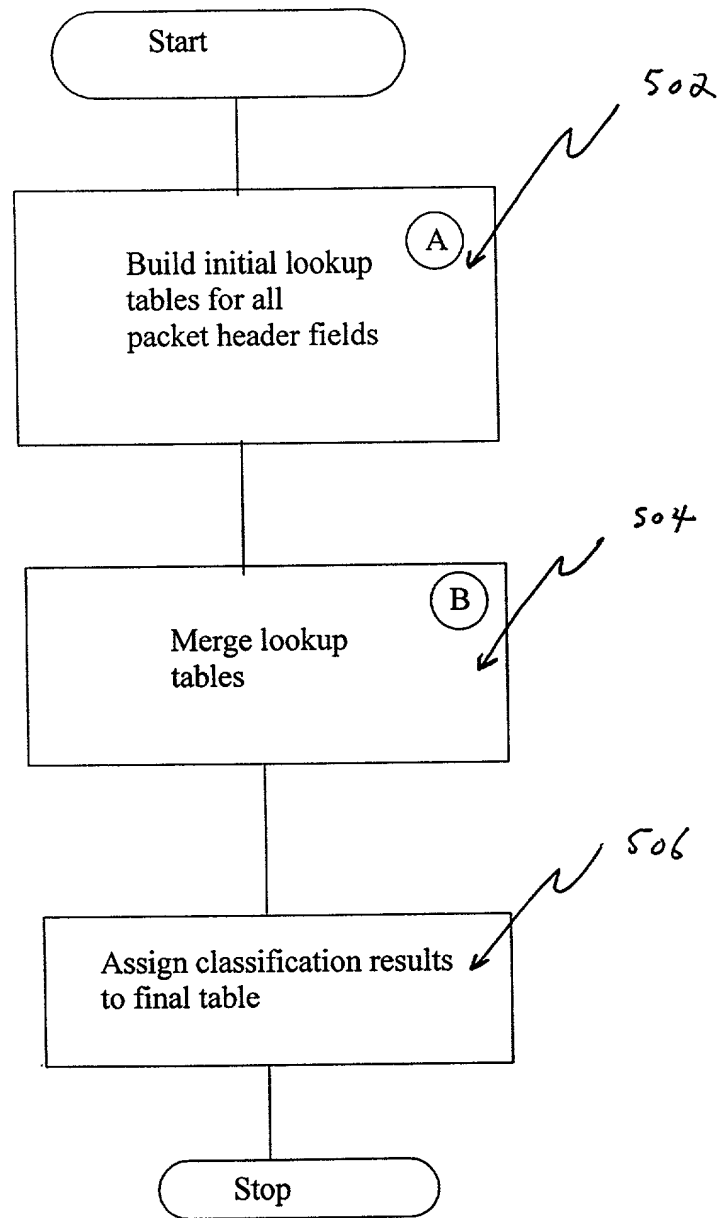 Start
502
A
Build initial lookup
tables for all
packet header fields
504
B
Merge lookup
tables
506
Assign classification results
to final table
Stop